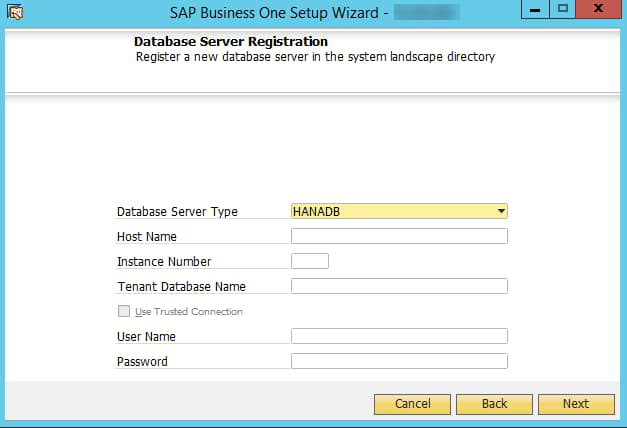 SAP Business One Setup Wizard -
Database Server Registration
Register a new database server in the system landscape directory
Database Server Type HANADB
Host Name
Instance Number
Tenant Database Name
Use Trusted Connection
User Name
Password
Cancel Back Next